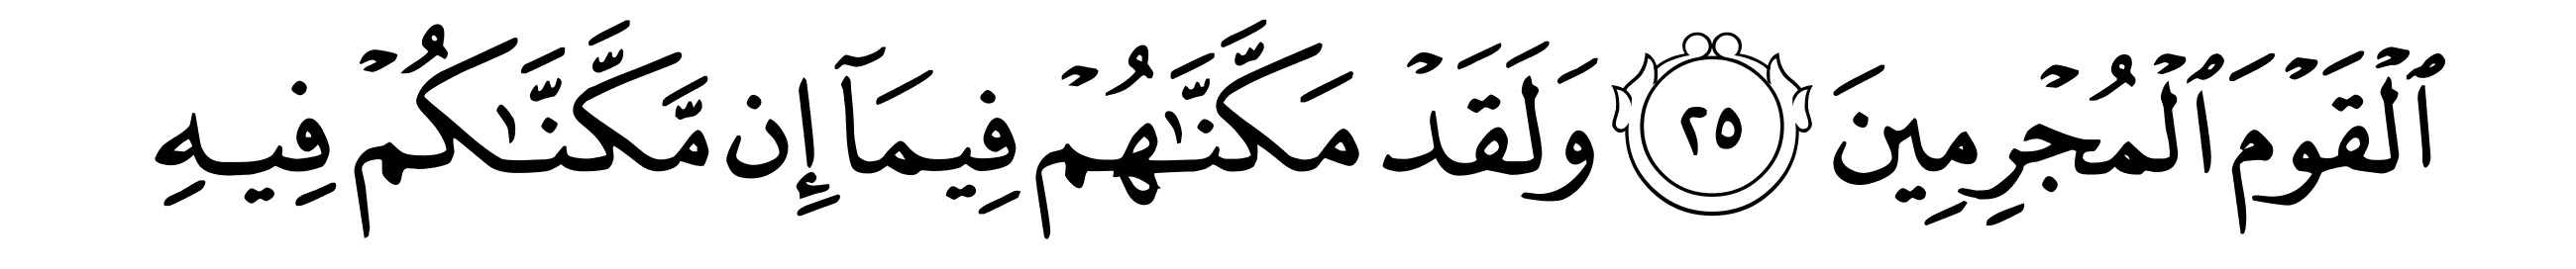 ٱلْقَوْمَ ٱلْمُجْرِمِينَ ٢٥ وَلَقَدْ مَكَّنَّـٰهُمْ فِيمَآ إِن مَّكَّنَّـٰكُمْ فِيهِ